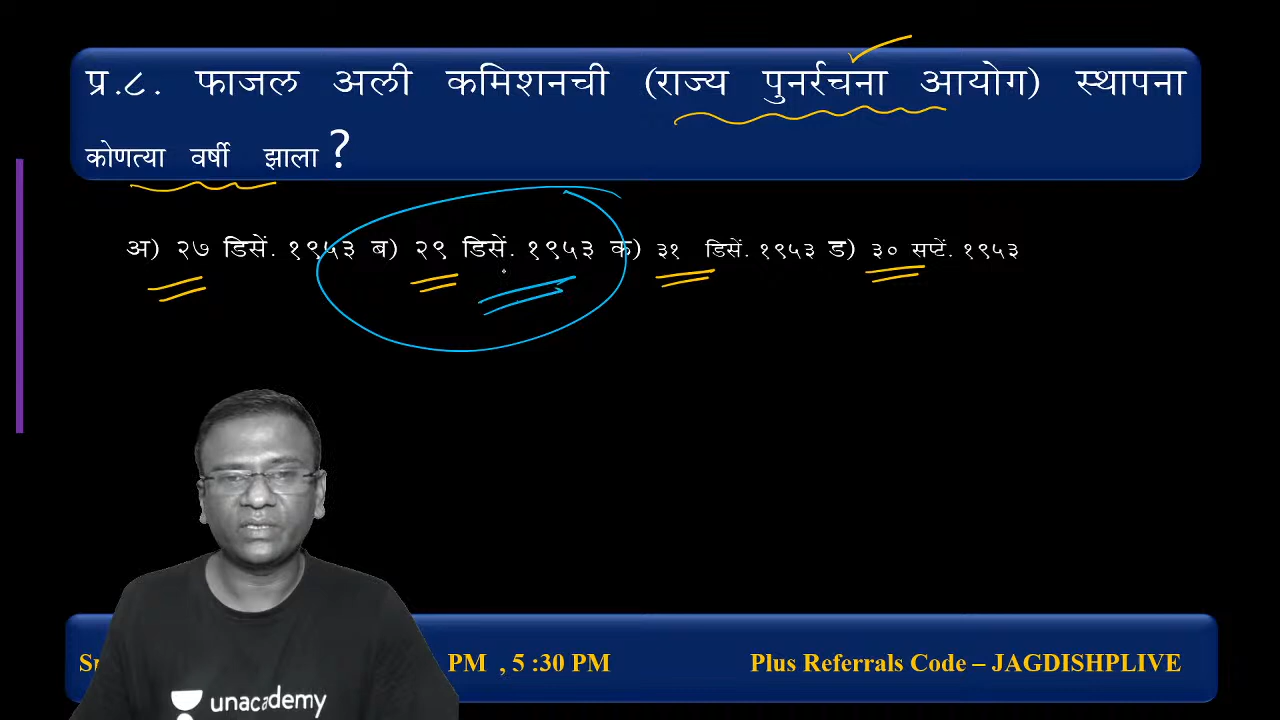 प्र.८. फाजल अली कमिशनची (राज्य पुनर्रचना आयोग) स्थापना
कोणत्या वर्षी झाला ?
अ) २७ डिसें. १९५३ ब) २९ डिसें. १९५३ क) ३१ डिसें. १९५३ ड) ३० सप्टें. १९५३
PM , 5 :30 PM Plus Referrals Code – JAGDISHPLIVE
unacademy